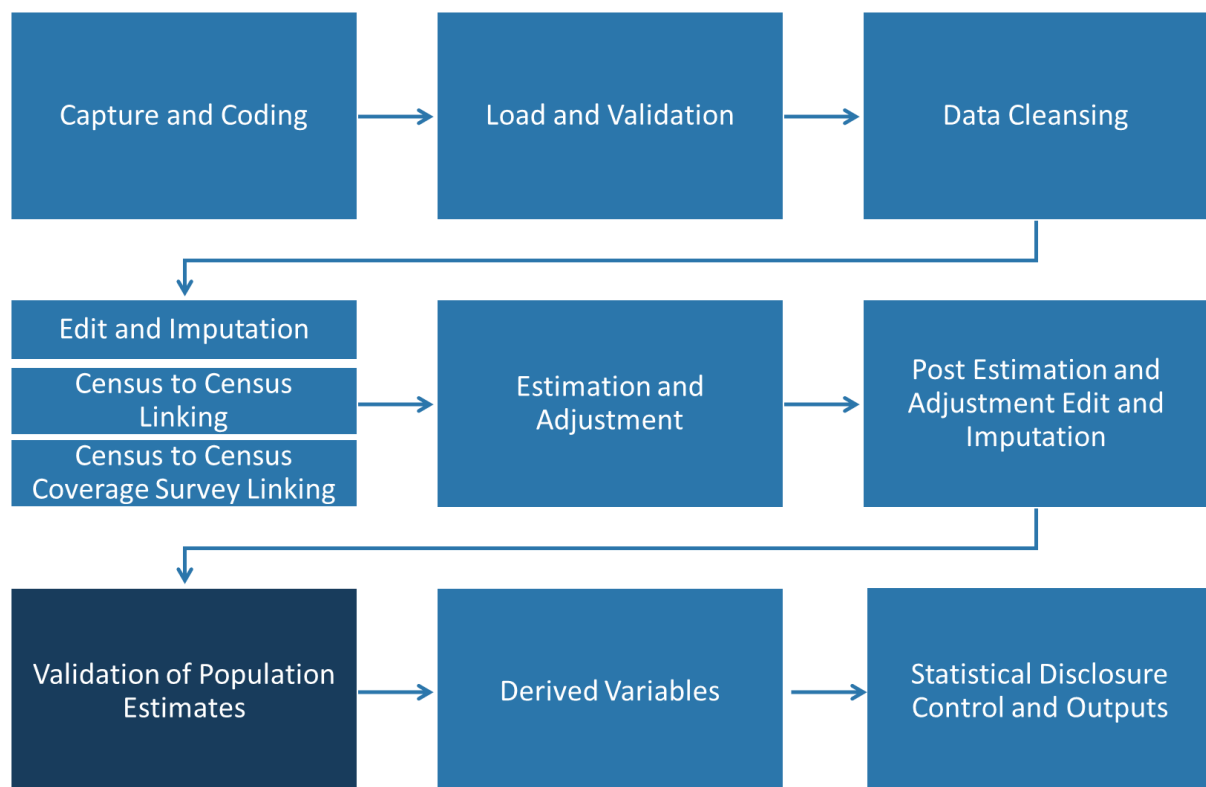 Capture and Coding
Load and Validation
Data Cleansing
Edit and Imputation
Census to Census
Linking
Census to Census
Coverage Survey Linking
Estimation and
Adjustment
Post Estimation and
Adjustment Edit and
Imputation
Validation of Population
Estimates
Derived Variables
Statistical Disclosure
Control and Outputs